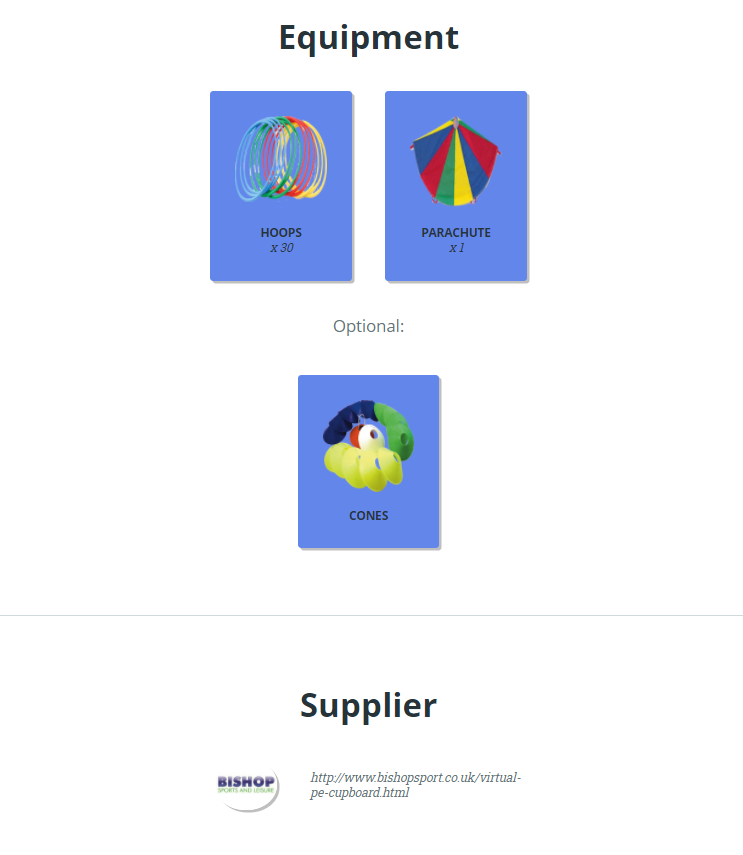 Equipment
HOOPS
x 30
PARACHUTE
x 1
Optional:
CONES
Supplier
BISHOP
SPORTS AND LEISURE
http://www.bishopsport.co.uk/virtual-
pe-cupboard.html